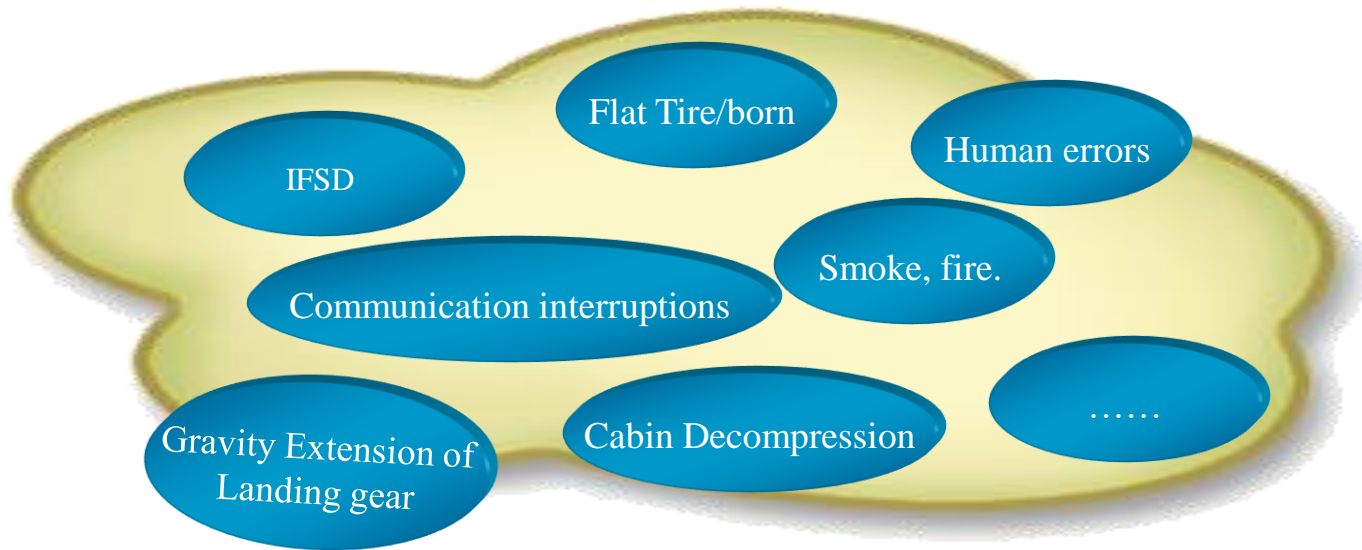 Flat Tire/born
Human errors
IFSD
Smoke, fire.
Communication interruptions
……
Cabin Decompression
Gravity Extension of
Landing gear